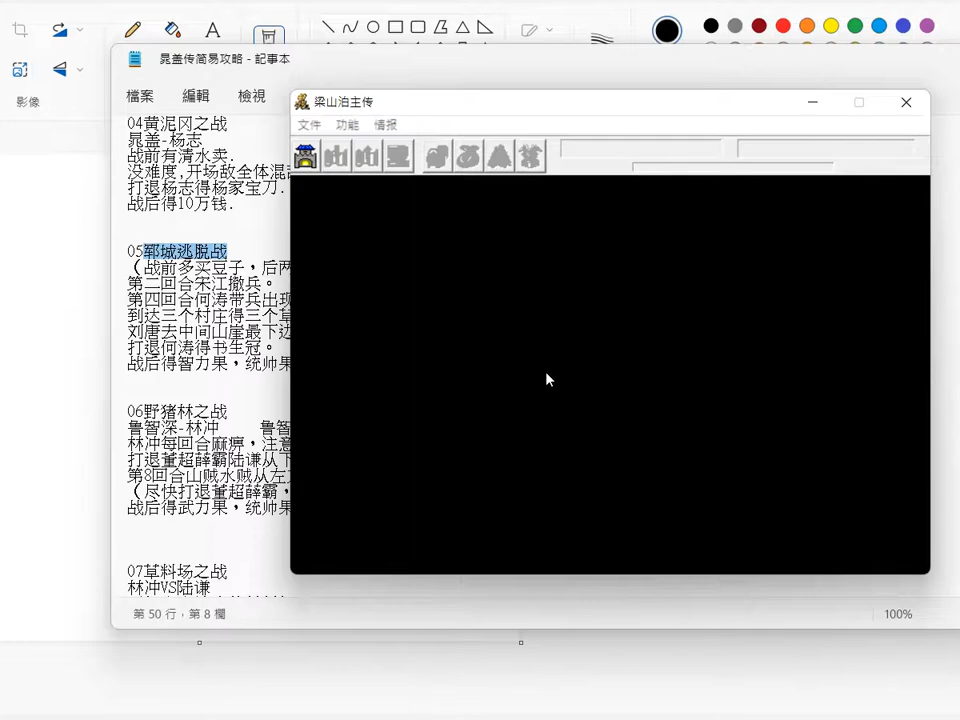 影像
晁盖传简易攻略 - 記事本
檔案 編輯 檢視
04黄泥冈之战
晁盖-杨志
战前有清水卖.
没难度,开场敌全体混
打退杨志得杨家宝刀.
战后得10万钱.
05郓城逃脱战
（战前多买豆子，后两
第二回合宋江撤兵。
第四回合何涛带兵出现
到达三个村庄得三个
刘唐去中间山崖最下边
打退何涛得书生冠。
战后得智力果，统帅果
06野猪林之战
鲁智深-林冲 鲁智
林冲每回合麻痹，注意
打退董超薛霸陆谦从下
第8回合山贼水贼从左
（尽快打退董超薛霸，
战后得武力果，统帅果
07草料场之战
林冲VS陆谦
第 50 行，第 8 欄
100%
梁山泊主传
文件 功能 情报